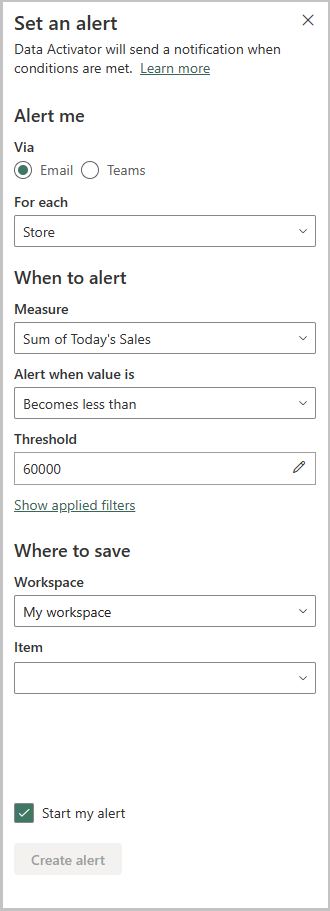 Set an alert
Data Activator will send a notification when
conditions are met. Learn more
Alert me
Via
Email Teams
For each
Store
When to alert
Measure
Sum of Today's Sales
Alert when value is
Becomes less than
Threshold
60000
Show applied filters
Where to save
Workspace
My workspace
Item
Start my alert
Create alert